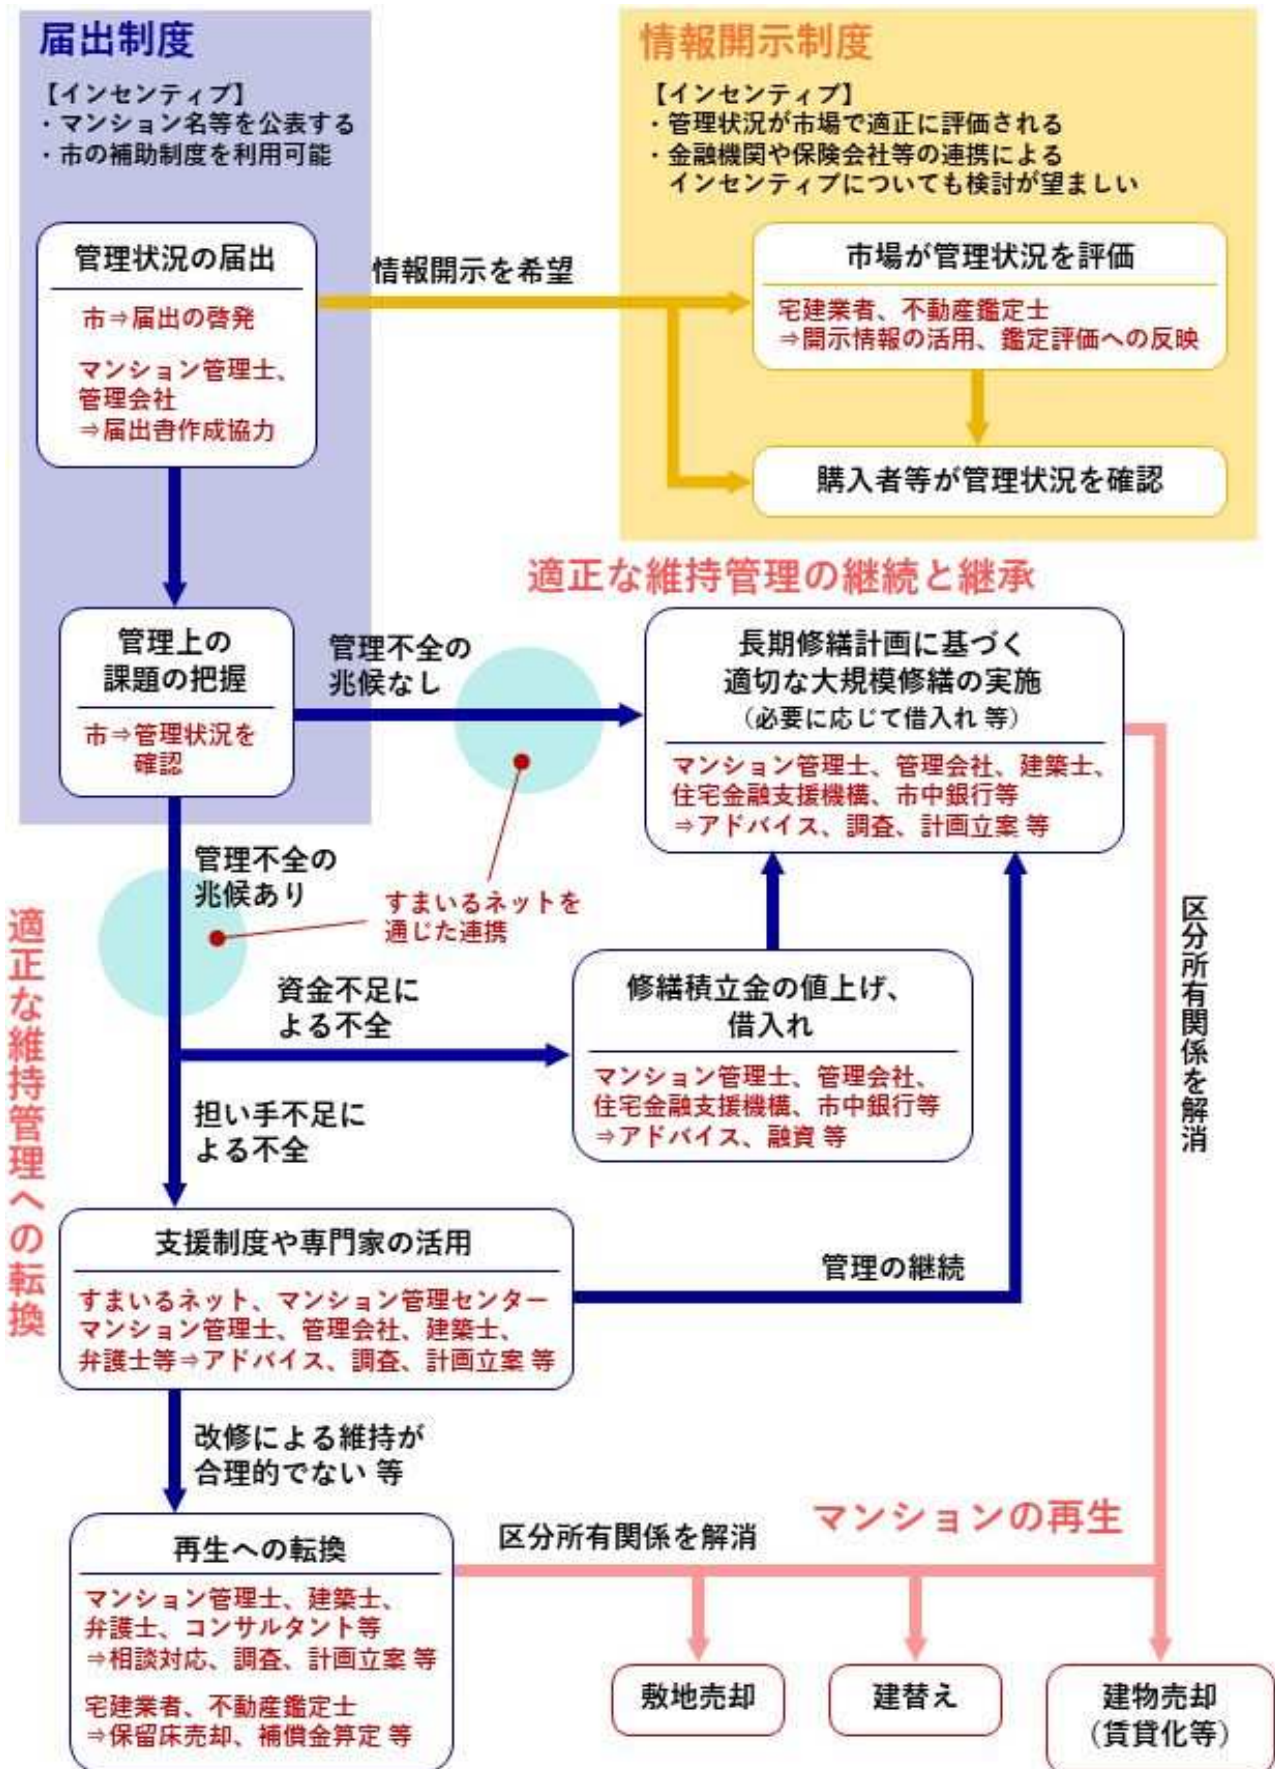 届出制度
【インセンティブ】
・マンション名等を公表する
・市の補助制度を利用可能
情報開示制度
【インセンティブ】
・管理状況が市場で適正に評価される
・金融機関や保険会社等の連携による
インセンティブについても検討が望ましい
管理状況の届出
市⇒届出の啓発
マンション管理士、
管理会社
⇒届出書作成協力
情報開示を希望
市場が管理状況を評価
宅建業者、不動産鑑定士
⇒開示情報の活用、鑑定評価への反映
購入者等が管理状況を確認
適正な維持管理の継続と継承
管理上の
課題の把握
市⇒管理状況を
確認
管理不全の
兆候なし
長期修繕計画に基づく
適切な大規模修繕の実施
（必要に応じて借入れ 等）
マンション管理士、管理会社、建築士、
住宅金融支援機構、市中銀行等
⇒アドバイス、調査、計画立案 等
管理不全の
兆候あり
すまいるネットを
通じた連携
適正な維持管理への転換
資金不足に
よる不全
修繕積立金の値上げ、
借入れ
マンション管理士、管理会社、
住宅金融支援機構、市中銀行等
⇒アドバイス、融資 等
区分所有関係を解消
担い手不足に
よる不全
支援制度や専門家の活用
すまいるネット、マンション管理センター
マンション管理士、管理会社、建築士、
弁護士等⇒アドバイス、調査、計画立案 等
管理の継続
改修による維持が
合理的でない 等
再生への転換
マンション管理士、建築士、
弁護士、コンサルタント等
⇒相談対応、調査、計画立案 等
宅建業者、不動産鑑定士
⇒保留床売却、補償金算定 等
区分所有関係を解消
マンションの再生
敷地売却
建替え
建物売却
（賃貸化等）